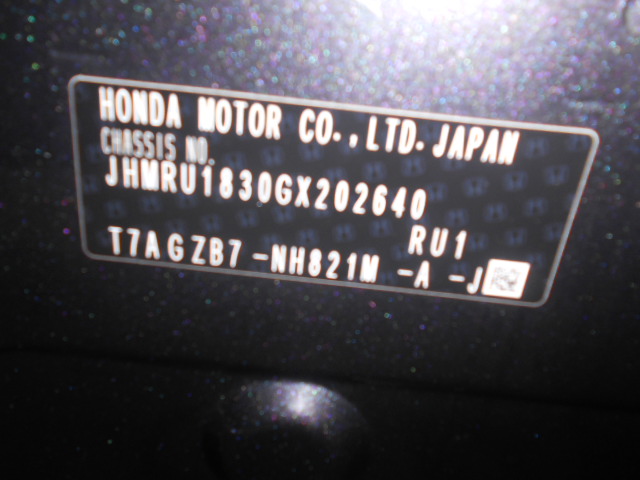 HONDA MOTOR CO.,LTD.JAPAN
CHASSIS NO.
JHMRU1830GX202640
RU1
T7AGZB7-NH821M -A -J